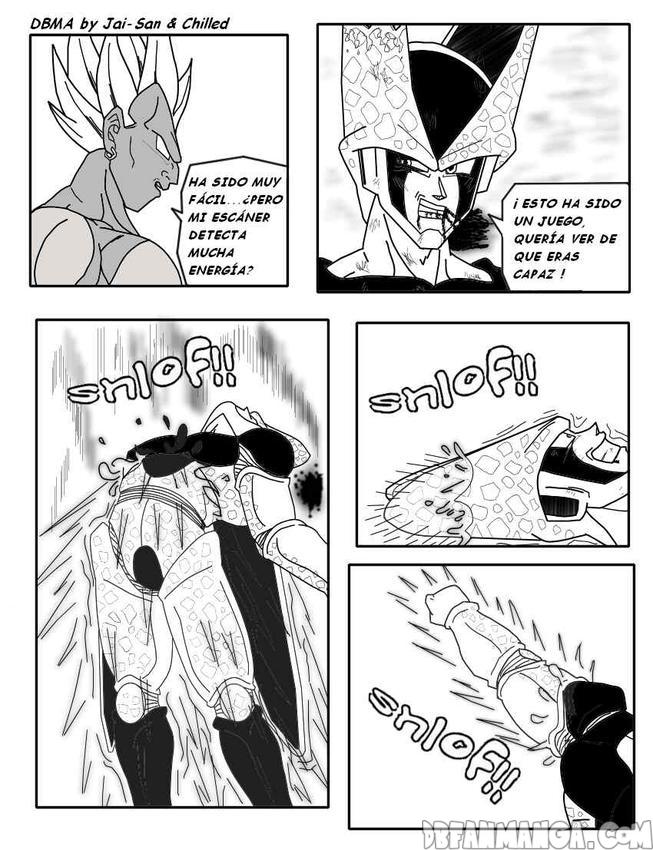 DBMA by Jai-San & Chilled
HA SIDO MUY
FÁCIL...¿PERO
MI ESCÁNER
DETECTA
MUCHA
ENERGÍA?
¡ ESTO HA SIDO
UN JUEGO,
QUERÍA VER DE
QUE ERAS
CAPAZ !
snlof!!
snlof!!
snlof!!
DBFANMANGA.COM